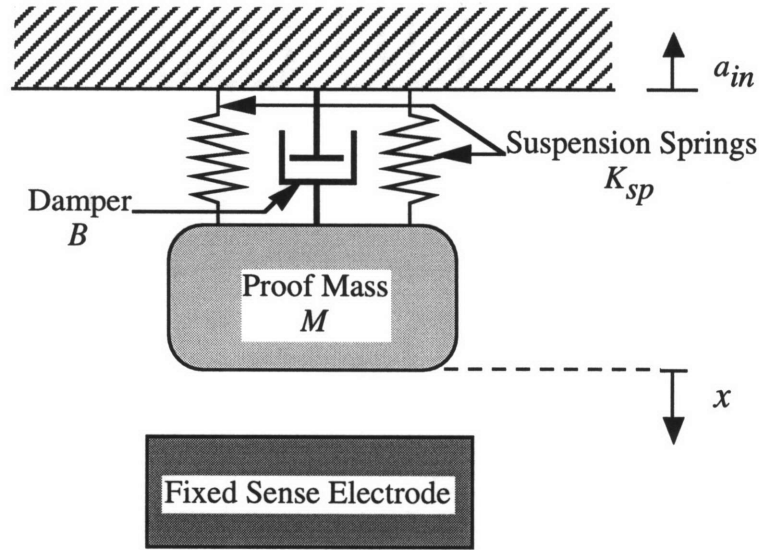 a_in
Suspension Springs
K_sp
Damper
B
Proof Mass
M
x
Fixed Sense Electrode